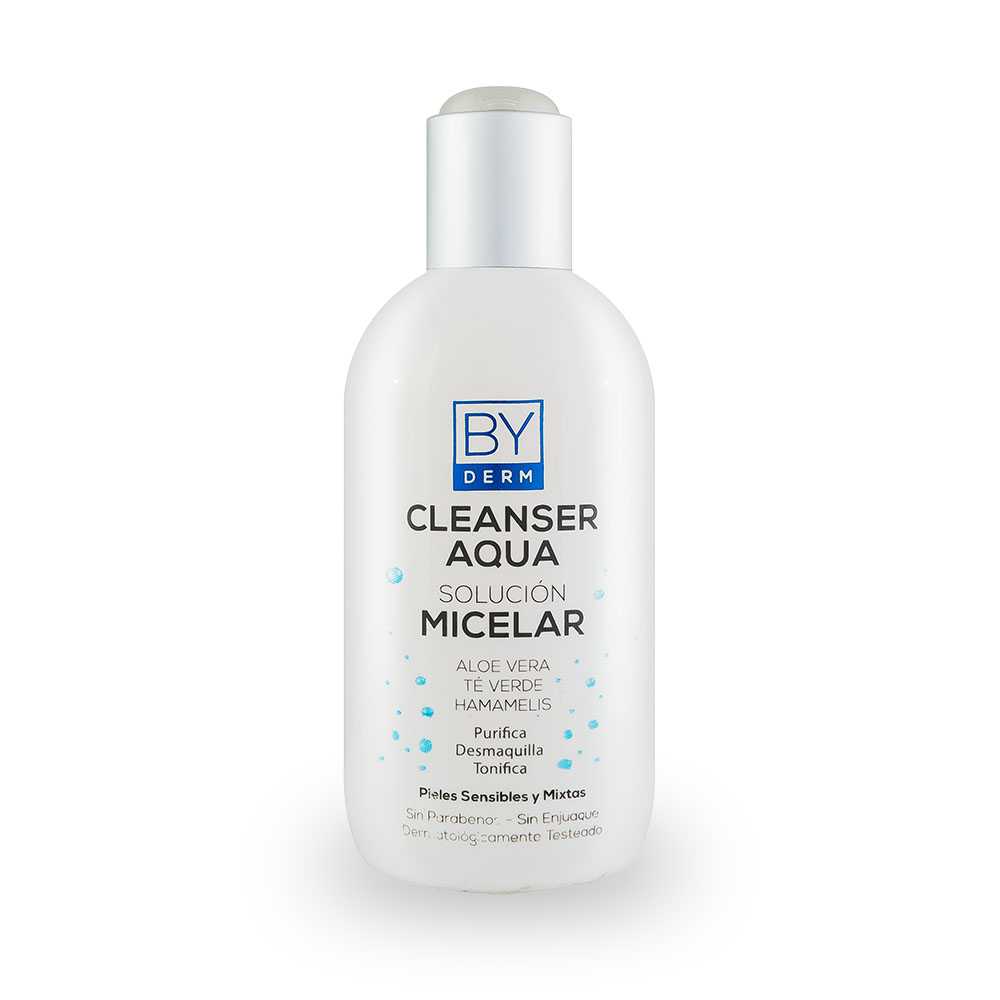 BY
DERM
CLEANSER
AQUA
SOLUCIÓN
MICELAR
ALOE VERA
TÉ VERDE
HAMAMELIS
Purifica
Desmaquilla
Tonifica
Pieles Sensibles y Mixtas
Sin Parabenos - Sin Enjuague
Dermatológicamente Testeado